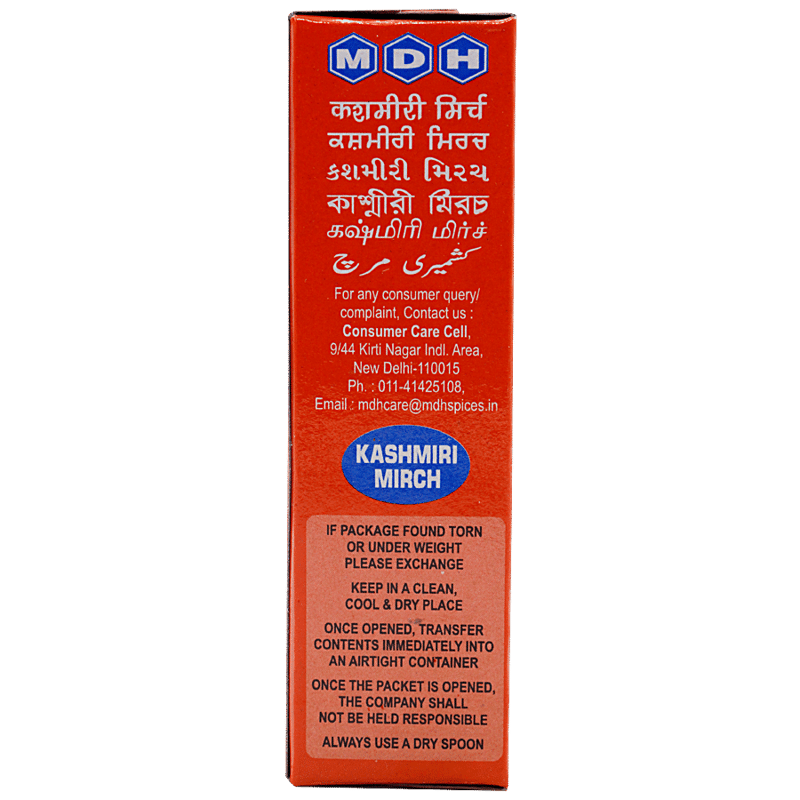 MDH
कशमीरी मिर्च
ਕਸ਼ਮੀਰੀ ਮਿਰਚ
કશમીરી મિરચ
কাশ্মীরী মিরচ
கஷ்மிரி மிர்ச்
کشمیری مرچ
For any consumer query/
complaint, Contact us :
Consumer Care Cell,
9/44 Kirti Nagar Indl. Area,
New Delhi-110015
Ph. : 011-41425108,
Email : mdhcare@mdhspices.in
KASHMIRI
MIRCH
IF PACKAGE FOUND TORN
OR UNDER WEIGHT
PLEASE EXCHANGE
KEEP IN A CLEAN,
COOL & DRY PLACE
ONCE OPENED, TRANSFER
CONTENTS IMMEDIATELY INTO
AN AIRTIGHT CONTAINER
ONCE THE PACKET IS OPENED,
THE COMPANY SHALL
NOT BE HELD RESPONSIBLE
ALWAYS USE A DRY SPOON